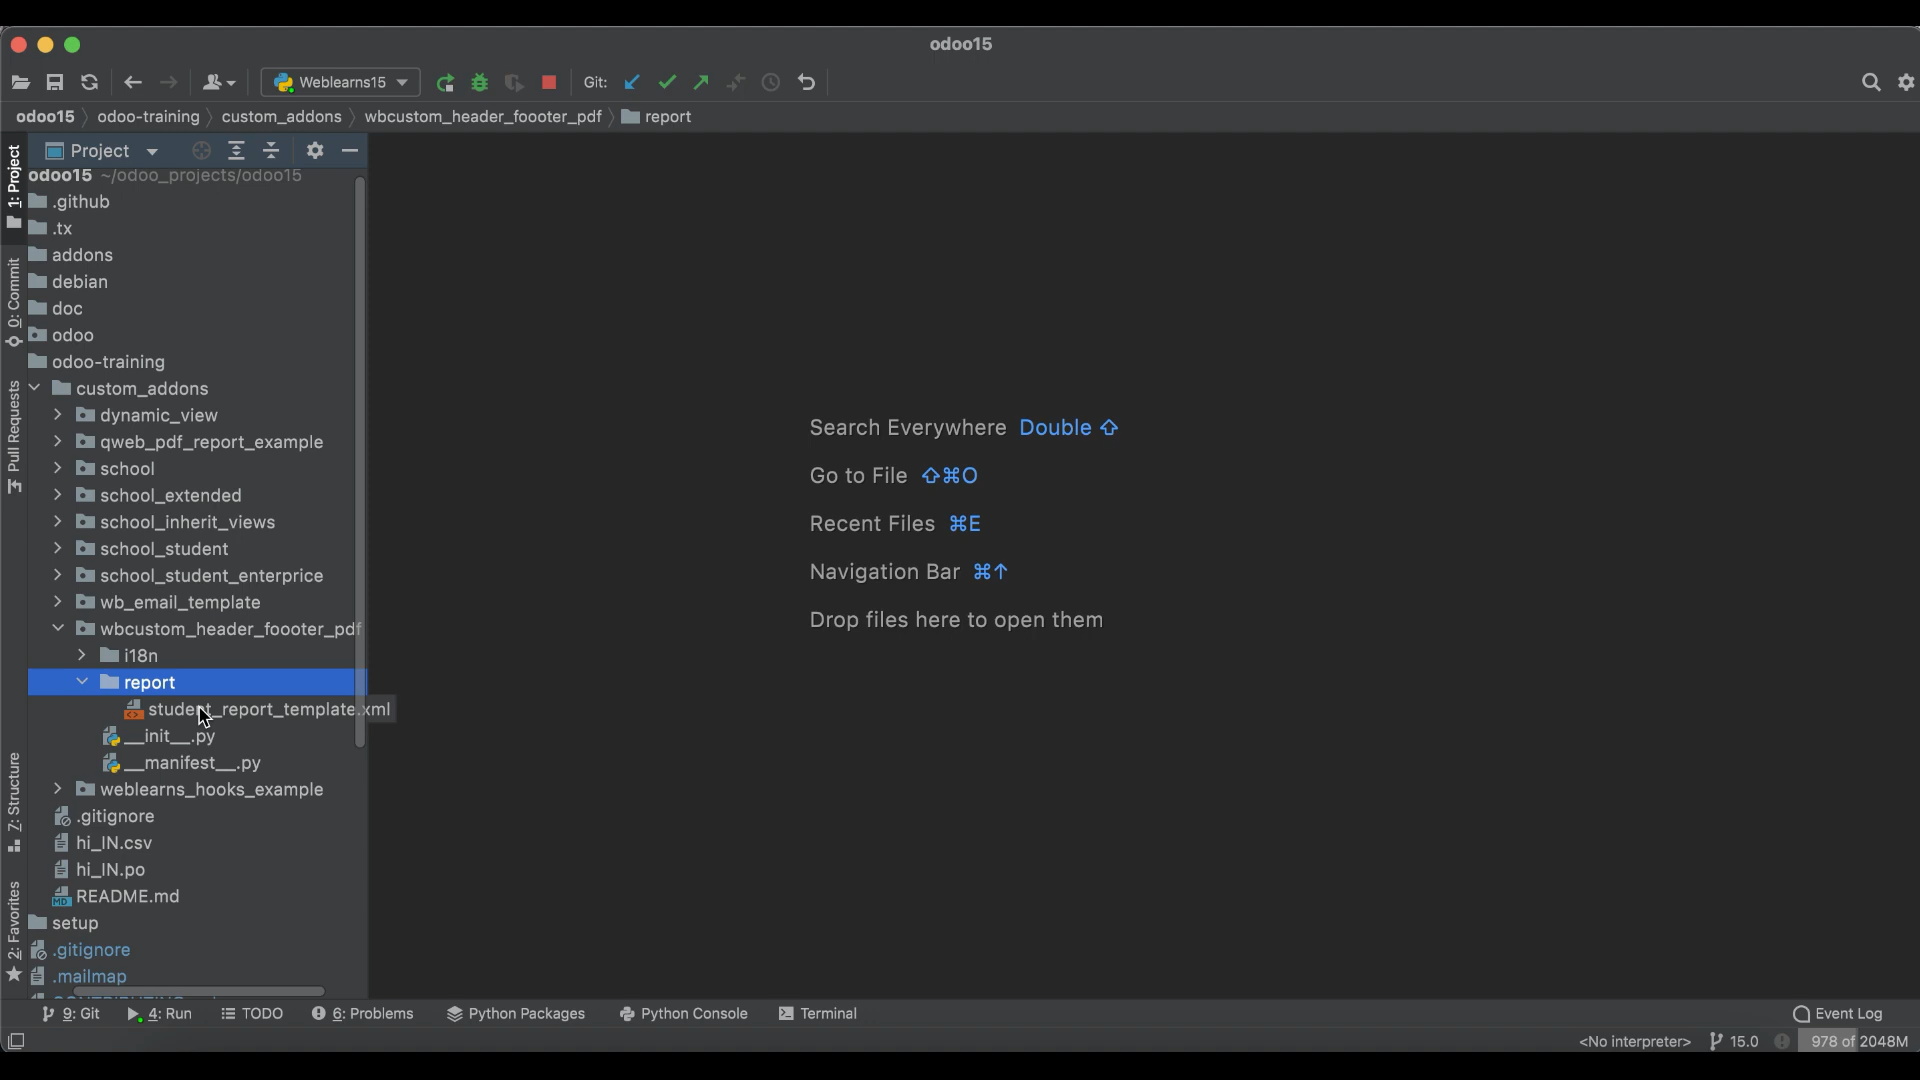 odoo15
Weblearns15
Git:
odoo15
odoo-training
custom_addons
wbcustom_header_foooter_pdf
report
Project
1: Project
0: Commit
Pull Requests
Z: Structure
2: Favorites
odoo15 ~/odoo_projects/odoo15
.github
.tx
addons
debian
doc
odoo
odoo-training
custom_addons
dynamic_view
qweb_pdf_report_example
school
school_extended
school_inherit_views
school_student
school_student_enterprice
wb_email_template
wbcustom_header_foooter_pdf
i18n
report
student_report_template.xml
__init__.py
__manifest__.py
weblearns_hooks_example
.gitignore
hi_IN.csv
hi_IN.po
README.md
setup
.gitignore
.mailmap
Search Everywhere Double ⇧
Go to File ⇧⌘O
Recent Files ⌘E
Navigation Bar ⌘↑
Drop files here to open them
9: Git
4: Run
TODO
6: Problems
Python Packages
Python Console
Terminal
Event Log
<No interpreter>
15.0
978 of 2048M